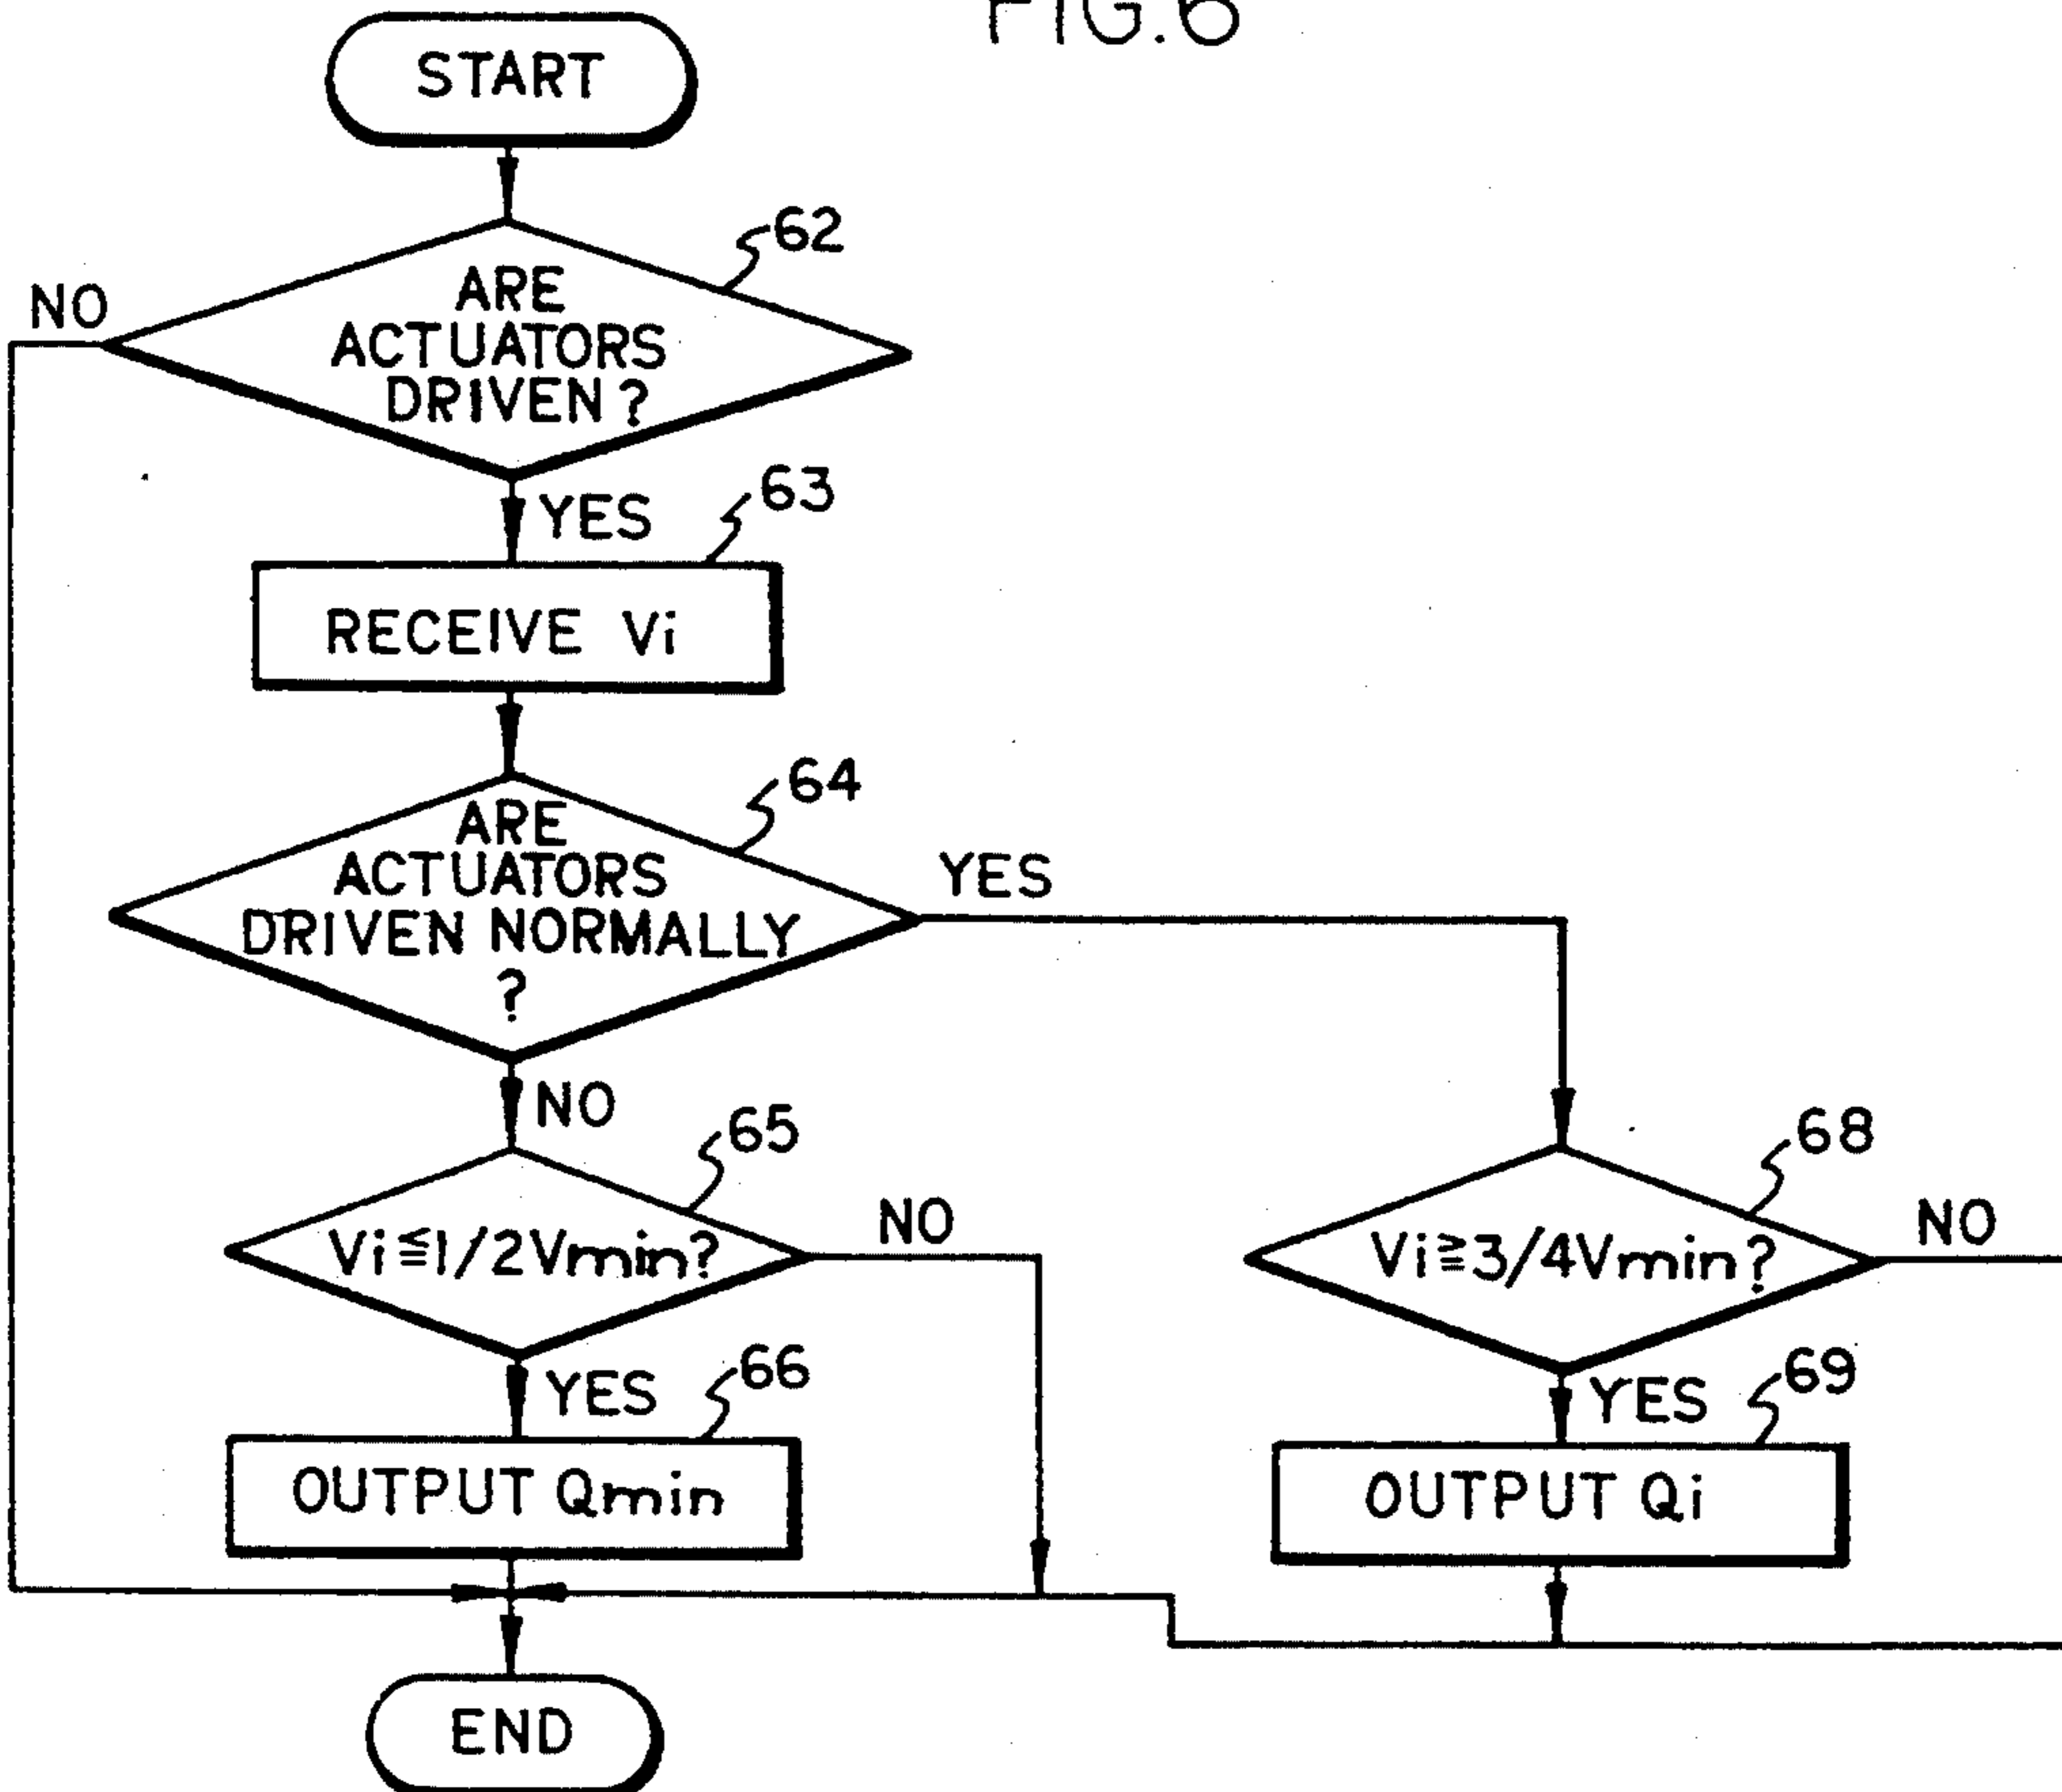 FIG.6
START
62
NO
ARE
ACTUATORS
DRIVEN?
YES
63
RECEIVE Vi
64
ARE
ACTUATORS
DRIVEN NORMALLY
?
YES
NO
65
Vi≦1/2Vmin?
NO
68
Vi≧3/4Vmin?
NO
YES
66
OUTPUT Qmin
YES
69
OUTPUT Qi
END